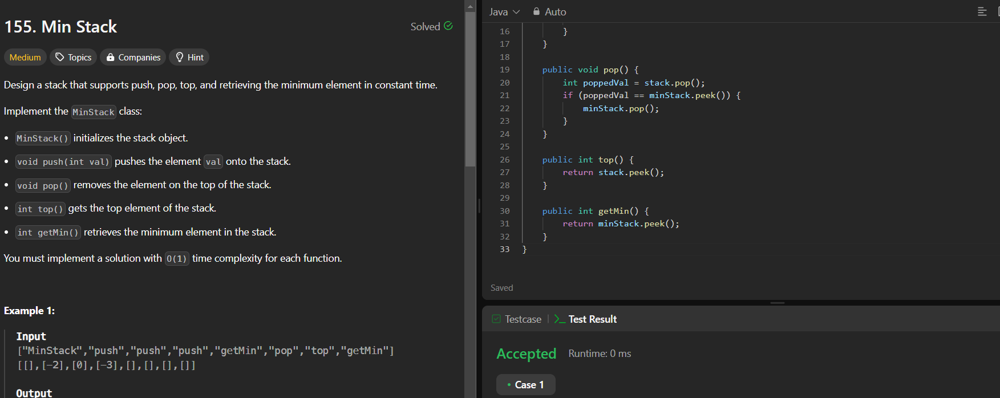 155. Min Stack
Solved
Medium
Topics
Companies
Hint
Design a stack that supports push, pop, top, and retrieving the minimum element in constant time.
Implement the MinStack class:
• MinStack() initializes the stack object.
• void push(int val) pushes the element val onto the stack.
• void pop() removes the element on the top of the stack.
• int top() gets the top element of the stack.
• int getMin() retrieves the minimum element in the stack.
You must implement a solution with O(1) time complexity for each function.
Example 1:
Input
["MinStack","push","push","push","getMin","pop","top","getMin"]
[[],[-2],[0],[-3],[],[],[],[]]
Output
Java
Auto
16         }
17     }
18
19     public void pop() {
20         int poppedVal = stack.pop();
21         if (poppedVal == minStack.peek()) {
22             minStack.pop();
23         }
24     }
25
26     public int top() {
27         return stack.peek();
28     }
29
30     public int getMin() {
31         return minStack.peek();
32     }
33 }
Saved
Testcase
>_ Test Result
Accepted
Runtime: 0 ms
• Case 1